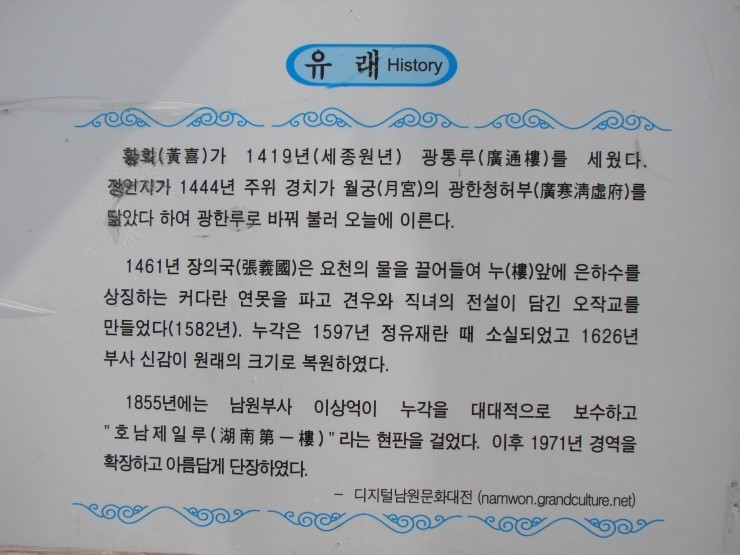 유 래 History
황희(黃喜)가 1419년(세종원년) 광통루(廣通樓)를 세웠다.
정인지가 1444년 주위 경치가 월궁(月宮)의 광한청허부(廣寒淸虛府)를
닮았다 하여 광한루로 바꿔 불러 오늘에 이른다.
1461년 장의국(張義國)은 요천의 물을 끌어들여 누(樓)앞에 은하수를
상징하는 커다란 연못을 파고 견우와 직녀의 전설이 담긴 오작교를
만들었다(1582년). 누각은 1597년 정유재란 때 소실되었고 1626년
부사 신감이 원래의 크기로 복원하였다.
1855년에는 남원부사 이상억이 누각을 대대적으로 보수하고
"호남제일루(湖南第一樓)"라는 현판을 걸었다. 이후 1971년 경역을
확장하고 아름답게 단장하였다.
- 디지털남원문화대전 (namwon.grandculture.net)